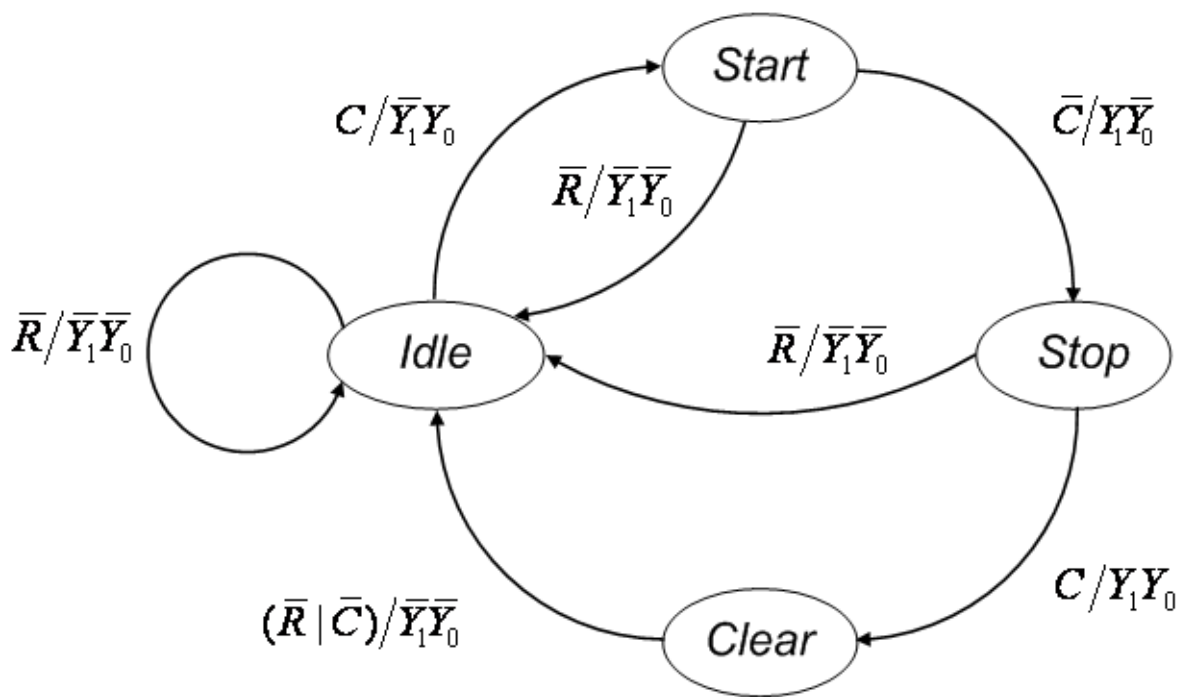 Start
C/Y̅₁Y₀
C̅/Y₁Y̅₀
R̅/Y̅₁Y̅₀
R̅/Y̅₁Y̅₀
Idle
R̅/Y̅₁Y̅₀
Stop
(R̅ | C̅)/Y̅₁Y̅₀
C/Y₁Y₀
Clear